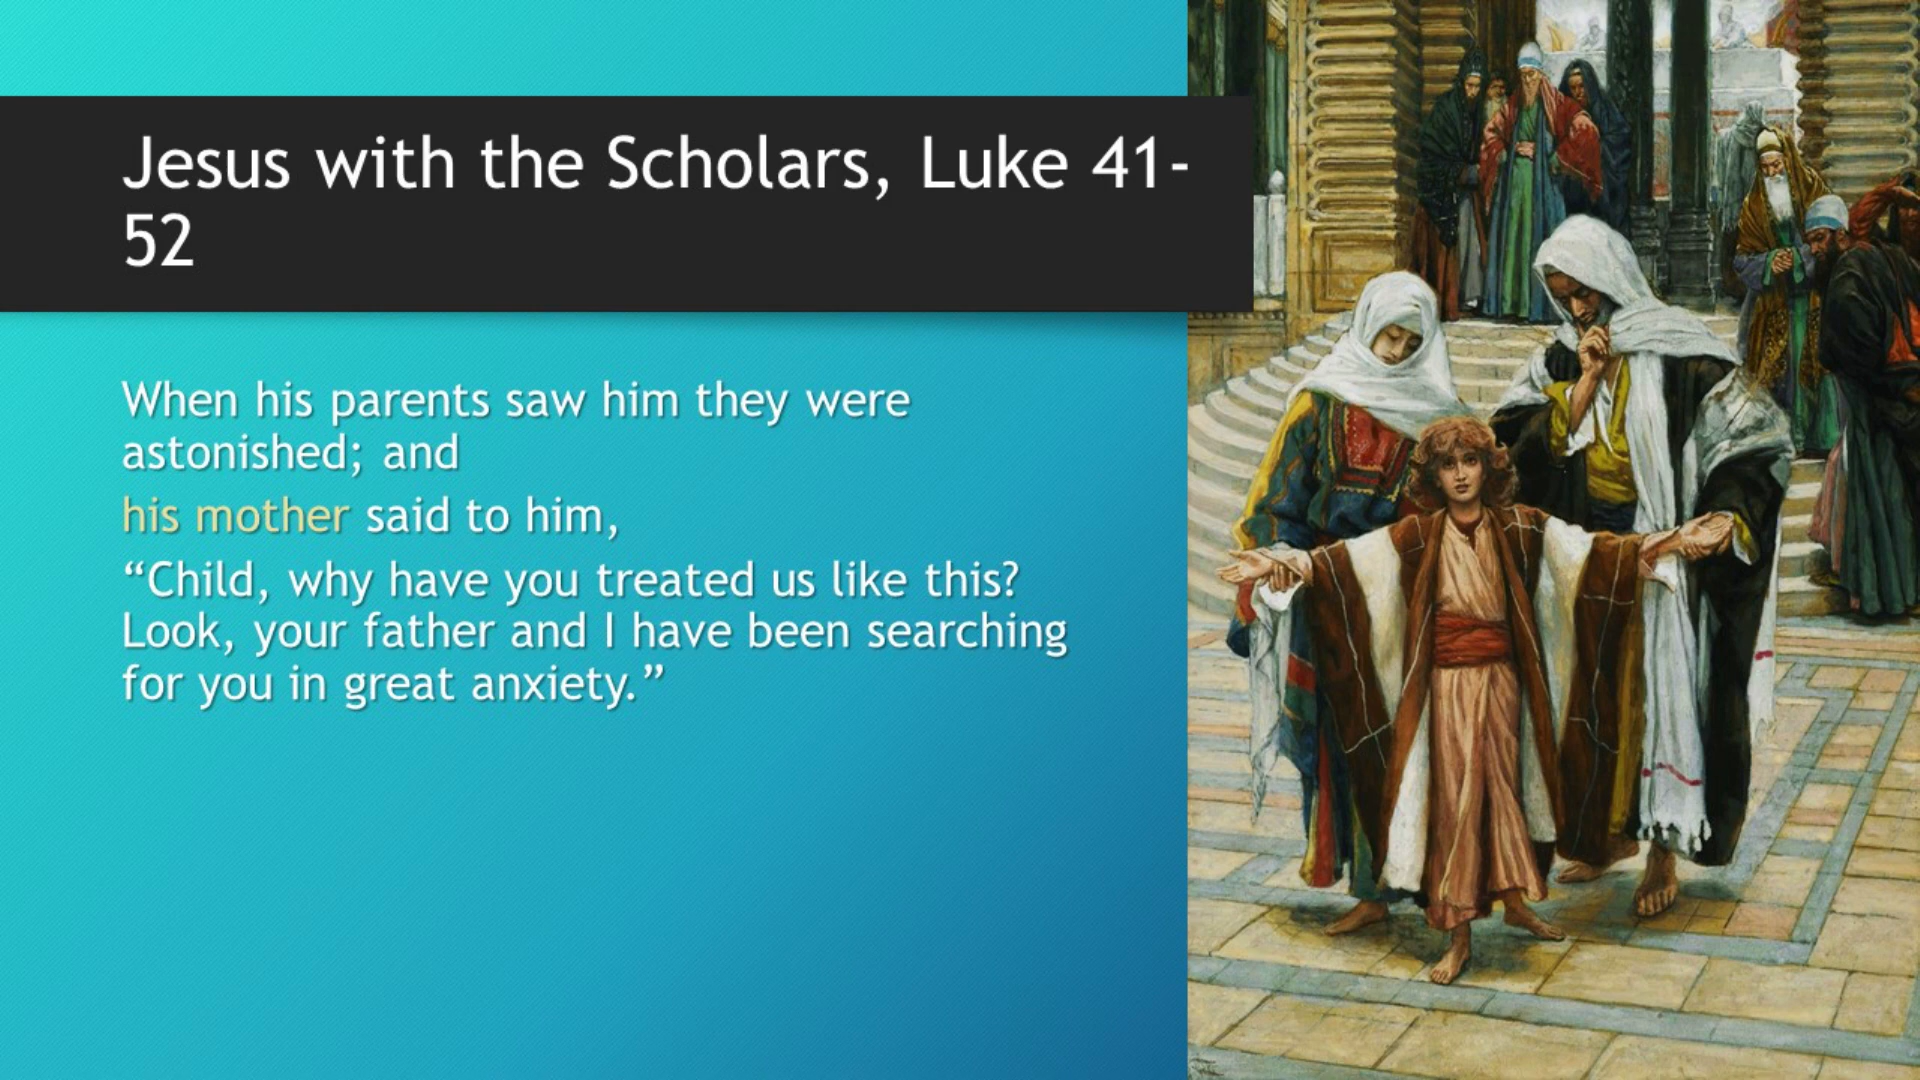 Jesus with the Scholars, Luke 41-
52
When his parents saw him they were
astonished; and
his mother said to him,
“Child, why have you treated us like this?
Look, your father and I have been searching
for you in great anxiety.”